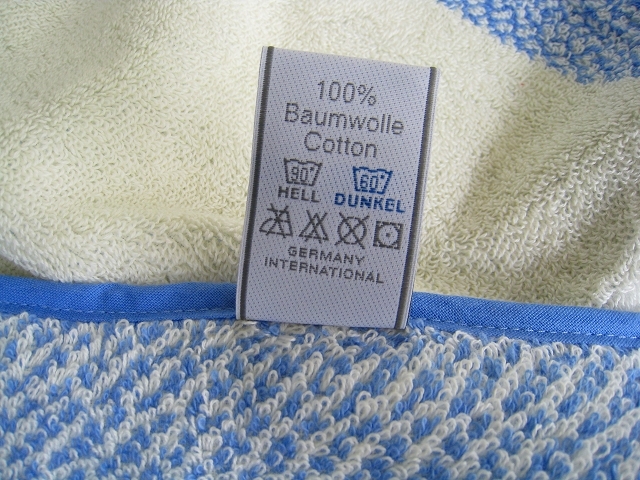 100%
Baumwolle
Cotton
90° 60°
HELL DUNKEL
GERMANY
INTERNATIONAL